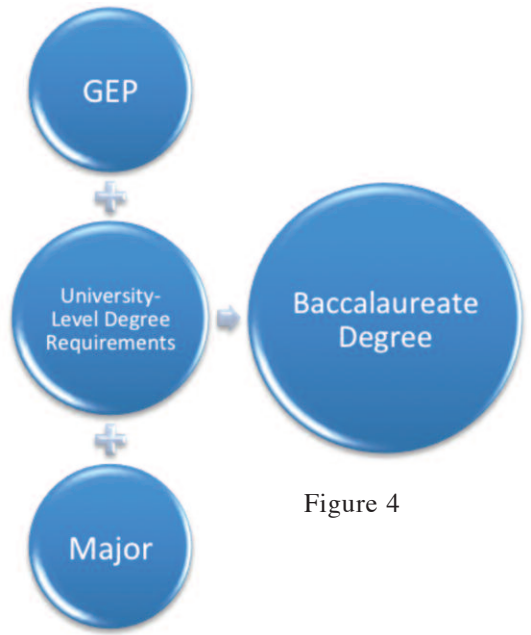 GEP
University-
Level Degree
Requirements
Baccalaureate
Degree
Major
Figure 4